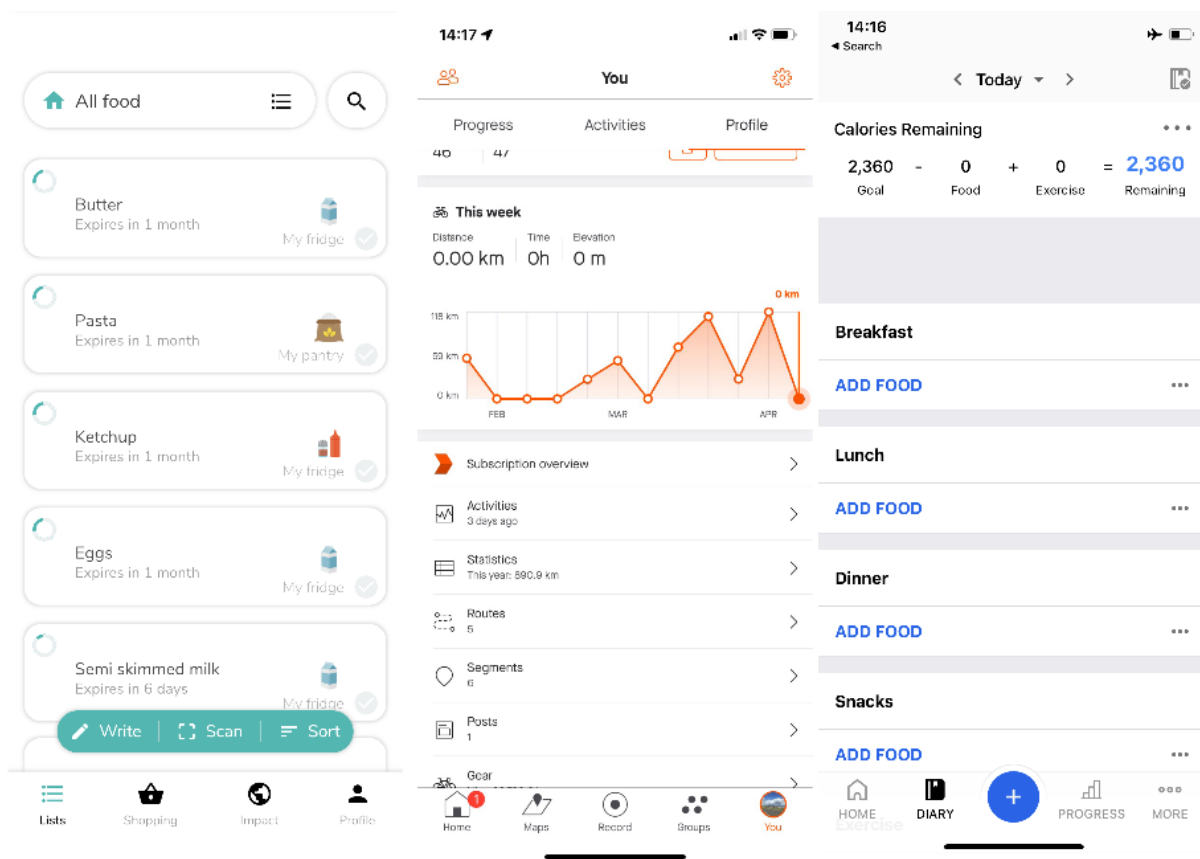 All food
Butter
Expires in 1 month
My fridge
Pasta
Expires in 1 month
My pantry
Ketchup
Expires in 1 month
My fridge
Eggs
Expires in 1 month
My fridge
Semi skimmed milk
Expires in 6 days
My fridge
Write
Scan
Sort
Lists
Shopping
Impact
Profile
14:17
You
Progress
Activities
Profile
46
47
This week
Distance
Time
Elevation
0.00 km
0h
0 m
0 km
118 km
59 km
0 km
FEB
MAR
APR
Subscription overview
Activities
3 days ago
Statistics
This year: 590.9 km
Routes
5
Segments
6
Posts
1
Gear
1
Home
Maps
Record
Groups
You
14:16
◀ Search
Today
Calories Remaining
2,360 - 0 + 0 = 2,360
Goal
Food
Exercise
Remaining
Breakfast
ADD FOOD
Lunch
ADD FOOD
Dinner
ADD FOOD
Snacks
ADD FOOD
HOME
DIARY
PROGRESS
MORE
Exercise